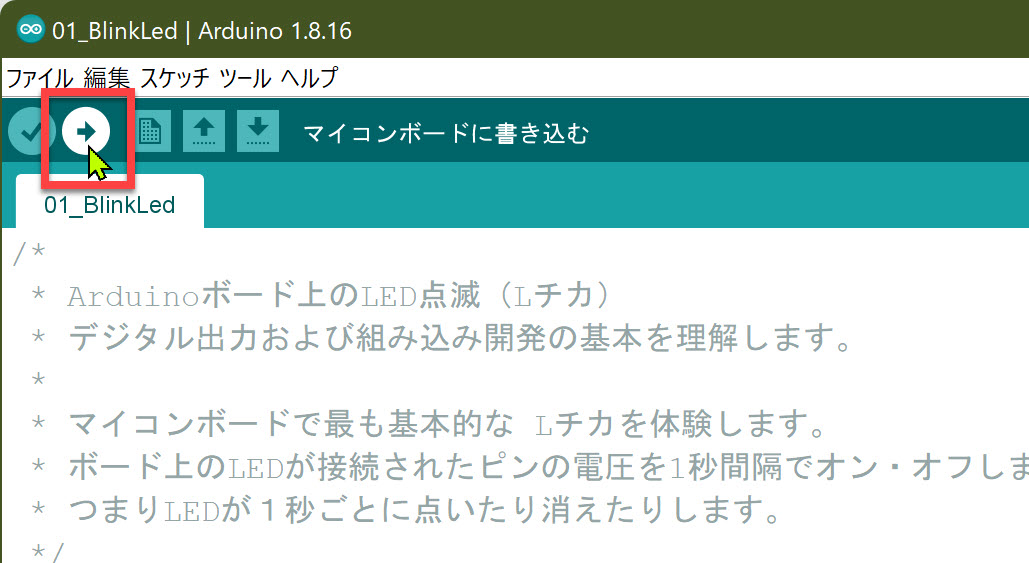 01_BlinkLed | Arduino 1.8.16
ファイル 編集 スケッチ ツール ヘルプ
マイコンボードに書き込む
01_BlinkLed
/*
* Arduinoボード上のLED点滅（Lチカ）
* デジタル出力および組み込み開発の基本を理解します。
*
* マイコンボードで最も基本的な Lチカを体験します。
* ボード上のLEDが接続されたピンの電圧を1秒間隔でオン・オフしま
* つまりLEDが１秒ごとに点いたり消えたりします。
*/